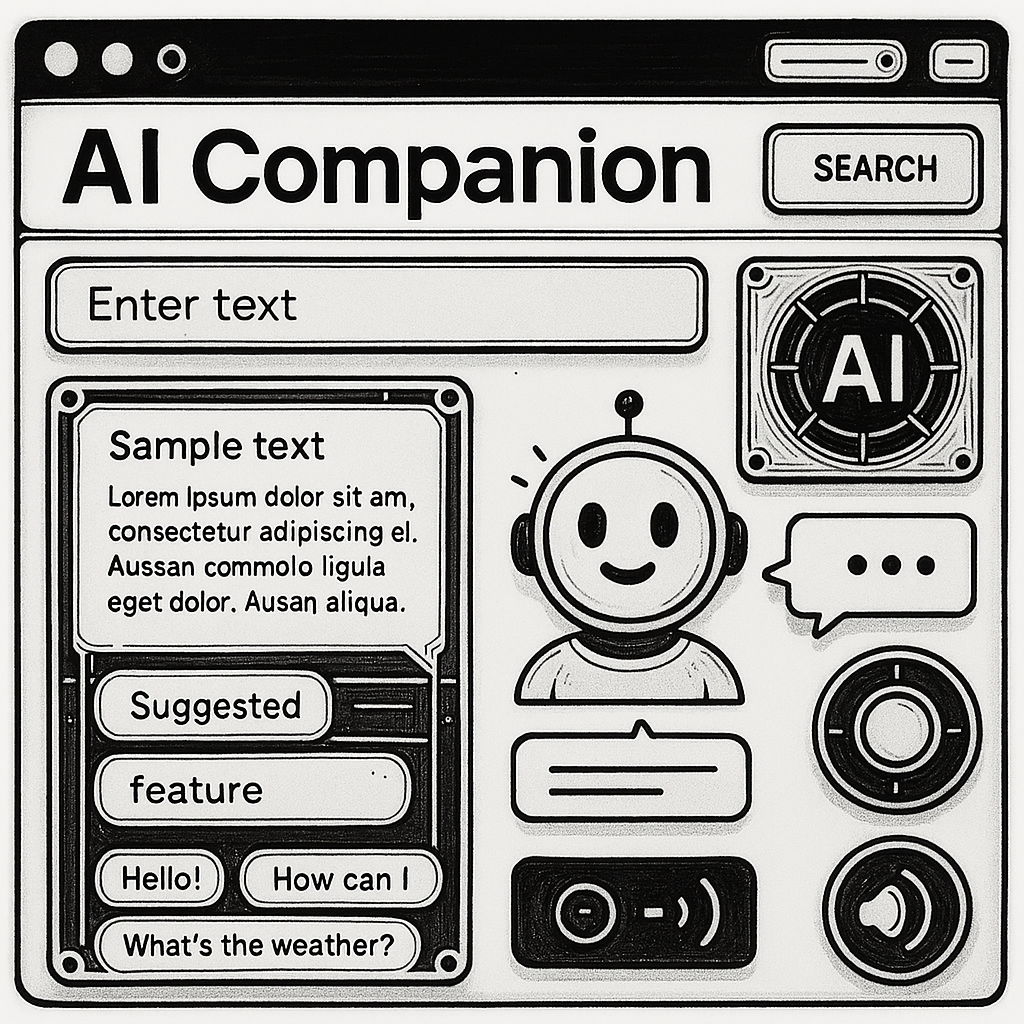 AI Companion
SEARCH
Enter text
AI
Sample text
Lorem Ipsum dolor sit am,
consectetur adipiscing el.
Aussan commolo ligula
eget dolor. Ausan aliqua.
Suggested
feature
Hello!
How can I
What's the weather?